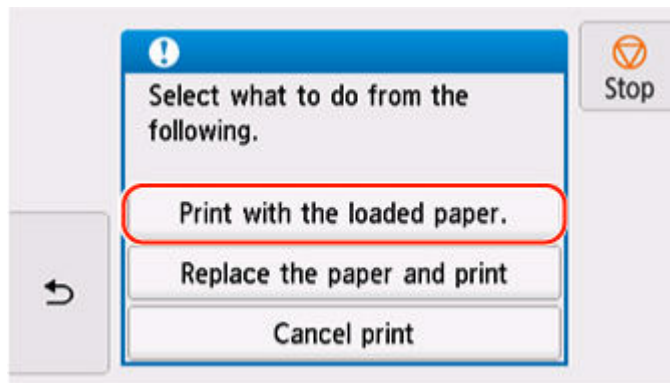 Select what to do from the
following.
Stop
Print with the loaded paper.
Replace the paper and print
Cancel print